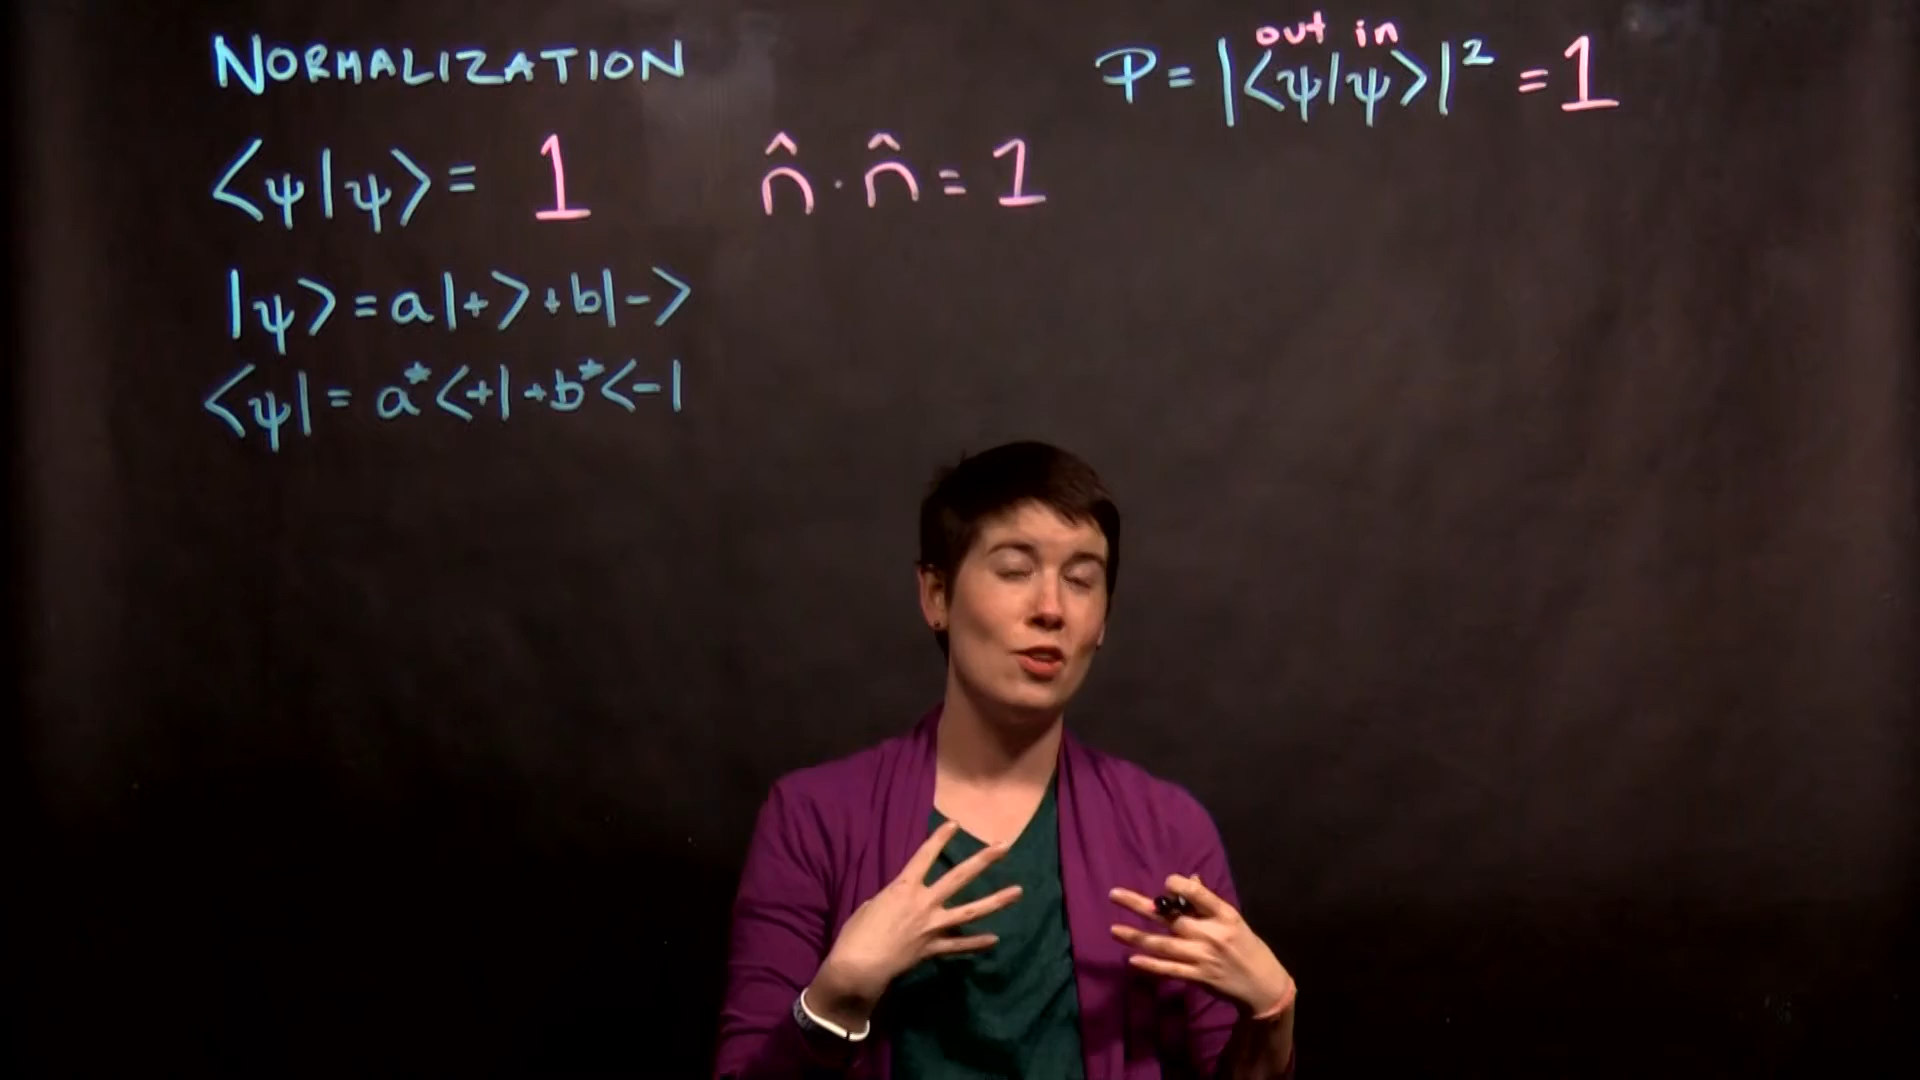 NORMALIZATION
⟨ψ|ψ⟩ = 1
n̂ · n̂ = 1
|ψ⟩ = a|+⟩ + b|-⟩
⟨ψ| = a*⟨+| + b*⟨-|
out in
P = |⟨ψ|ψ⟩|² = 1